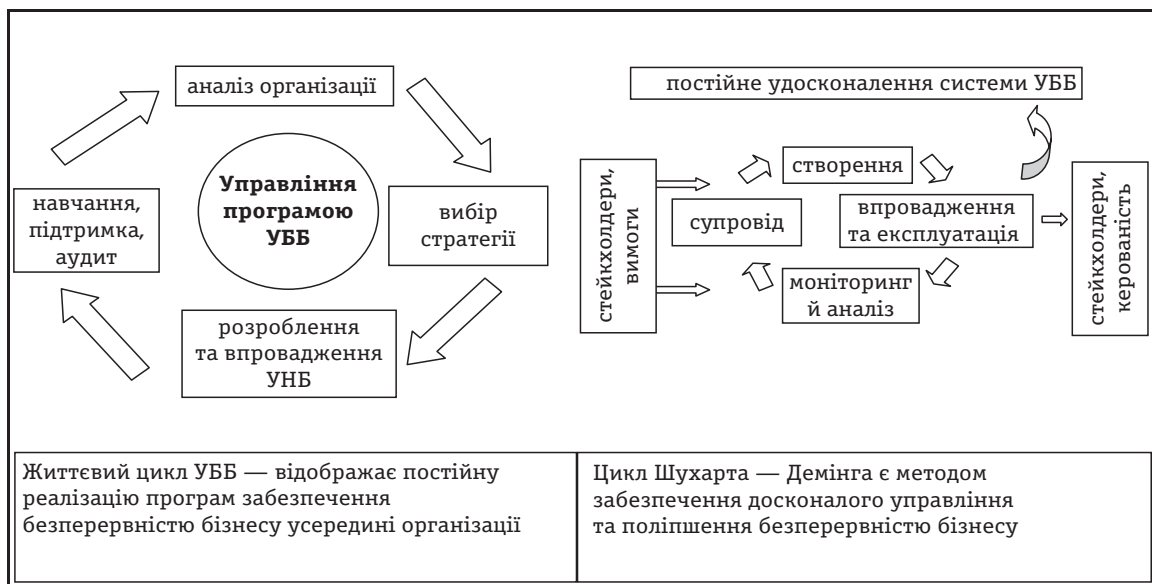 аналіз організації
Управління
програмою
УББ
навчання,
підтримка,
аудит
вибір
стратегії
розроблення
та впровадження
УНБ
постійне удосконалення системи УББ
стейкхолдери,
вимоги
створення
супровід
впровадження
та експлуатація
моніторинг
й аналіз
стейкхолдери,
керованість
Життєвий цикл УББ — відображає постійну
реалізацію програм забезпечення
безперервністю бізнесу усередині організації
Цикл Шухарта — Демінга є методом
забезпечення досконалого управління
та поліпшення безперервністю бізнесу